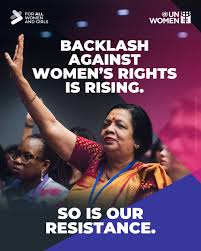 FOR ALL
WOMEN
AND GIRLS
UN
WOMEN
BACKLASH
AGAINST
WOMEN'S RIGHTS
IS RISING.
SO IS OUR
RESISTANCE.